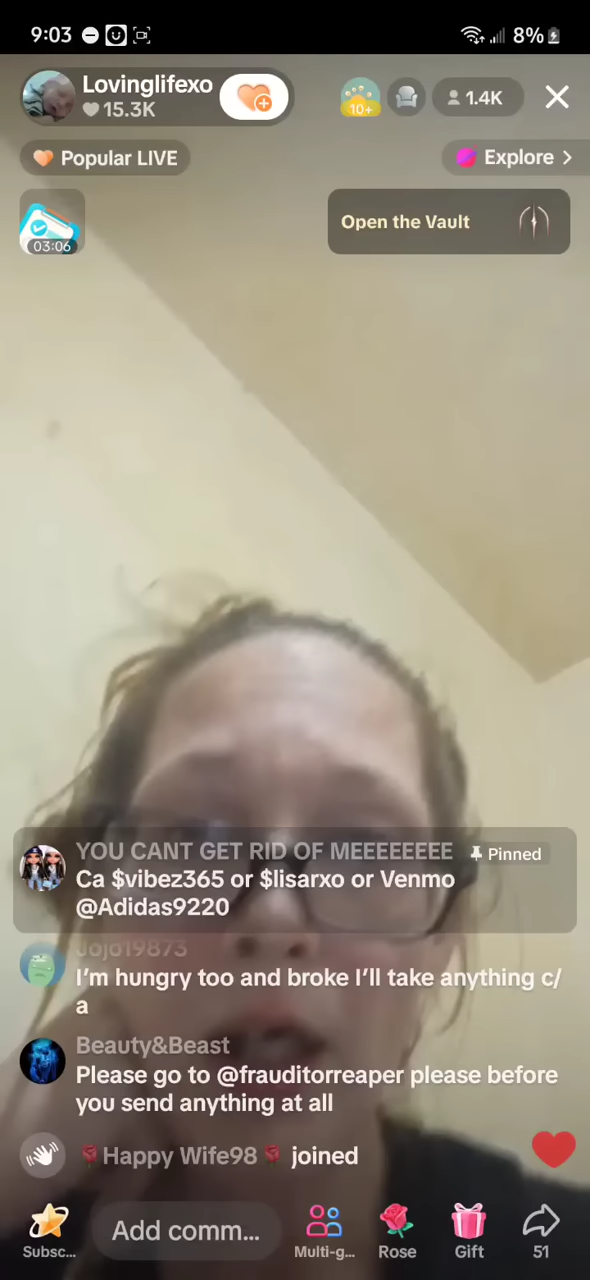 9:03
8%
Lovinglifexo
15.3K
10+
1.4K
Popular LIVE
Explore >
03:06
Open the Vault
YOU CANT GET RID OF MEEEEEEEE Pinned
Ca $vibez365 or $lisarxo or Venmo
@Adidas9220
Jojo19873
I'm hungry too and broke I'll take anything c/
a
Beauty&Beast
Please go to @frauditorreaper please before
you send anything at all
🌹Happy Wife98🌹 joined
Subsc...
Add comm...
Multi-g...
Rose
Gift
51